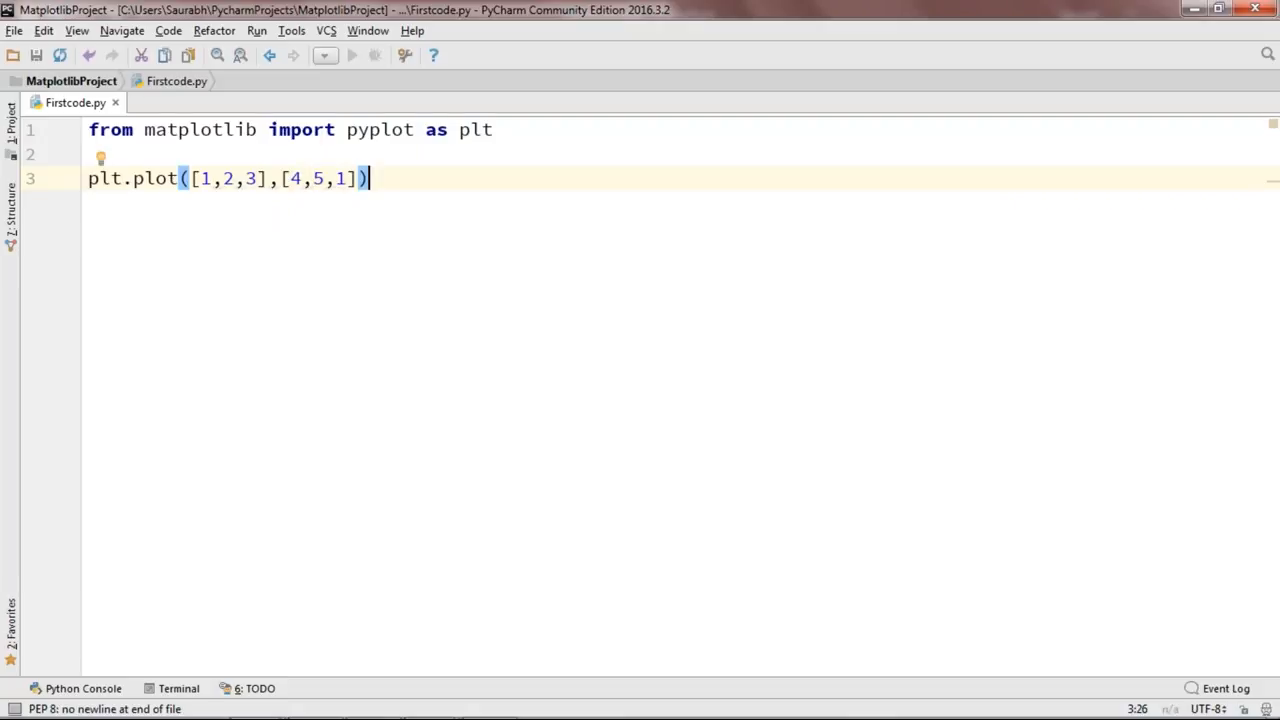 MatplotlibProject - [C:\Users\Saurabh\PycharmProjects\MatplotlibProject] - ...\Firstcode.py - PyCharm Community Edition 2016.3.2
File Edit View Navigate Code Refactor Run Tools VCS Window Help
MatplotlibProject Firstcode.py
Firstcode.py
1: Project
7: Structure
2: Favorites
1 from matplotlib import pyplot as plt
2
3 plt.plot([1,2,3],[4,5,1])
Python Console Terminal 6: TODO Event Log
PEP 8: no newline at end of file 3:26 n/a UTF-8